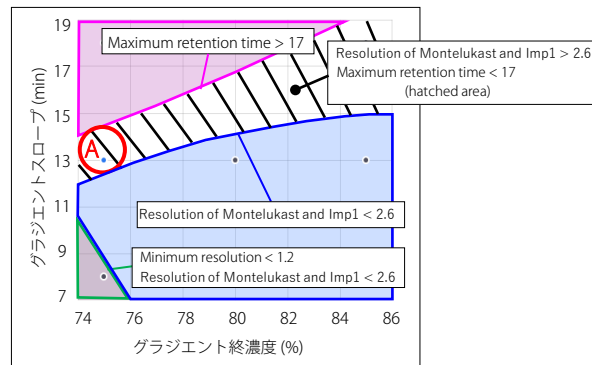 19
17
15
13
11
9
7
グラジエントスロープ (min)
Maximum retention time > 17
Resolution of Montelukast and Imp1 > 2.6
Maximum retention time < 17
(hatched area)
A
Resolution of Montelukast and Imp1 < 2.6
Minimum resolution < 1.2
Resolution of Montelukast and Imp1 < 2.6
74 76 78 80 82 84 86
グラジエント終濃度 (%)